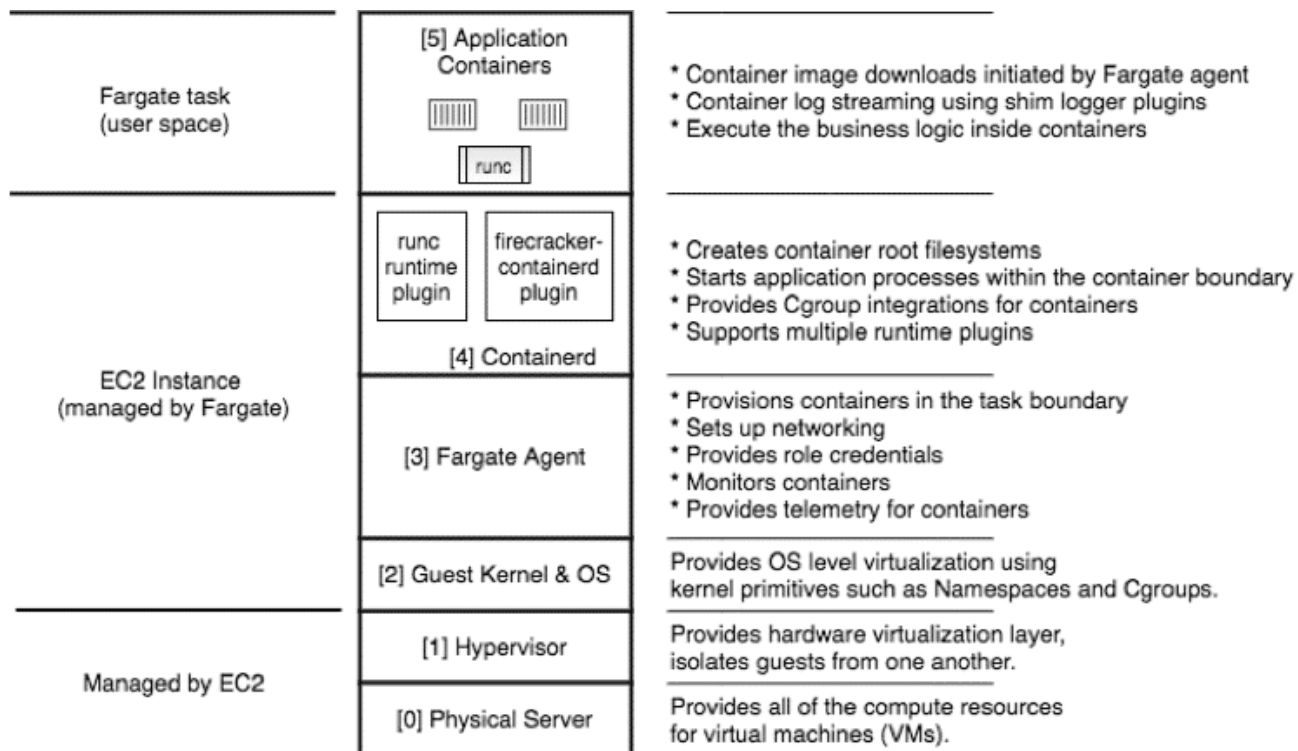 [5] Application
Containers
runc
Fargate task
(user space)
* Container image downloads initiated by Fargate agent
* Container log streaming using shim logger plugins
* Execute the business logic inside containers
runc
runtime
plugin
firecracker-
containerd
plugin
[4] Containerd
* Creates container root filesystems
* Starts application processes within the container boundary
* Provides Cgroup integrations for containers
* Supports multiple runtime plugins
EC2 Instance
(managed by Fargate)
[3] Fargate Agent
* Provisions containers in the task boundary
* Sets up networking
* Provides role credentials
* Monitors containers
* Provides telemetry for containers
[2] Guest Kernel & OS
Provides OS level virtualization using
kernel primitives such as Namespaces and Cgroups.
Managed by EC2
[1] Hypervisor
Provides hardware virtualization layer,
isolates guests from one another.
[0] Physical Server
Provides all of the compute resources
for virtual machines (VMs).